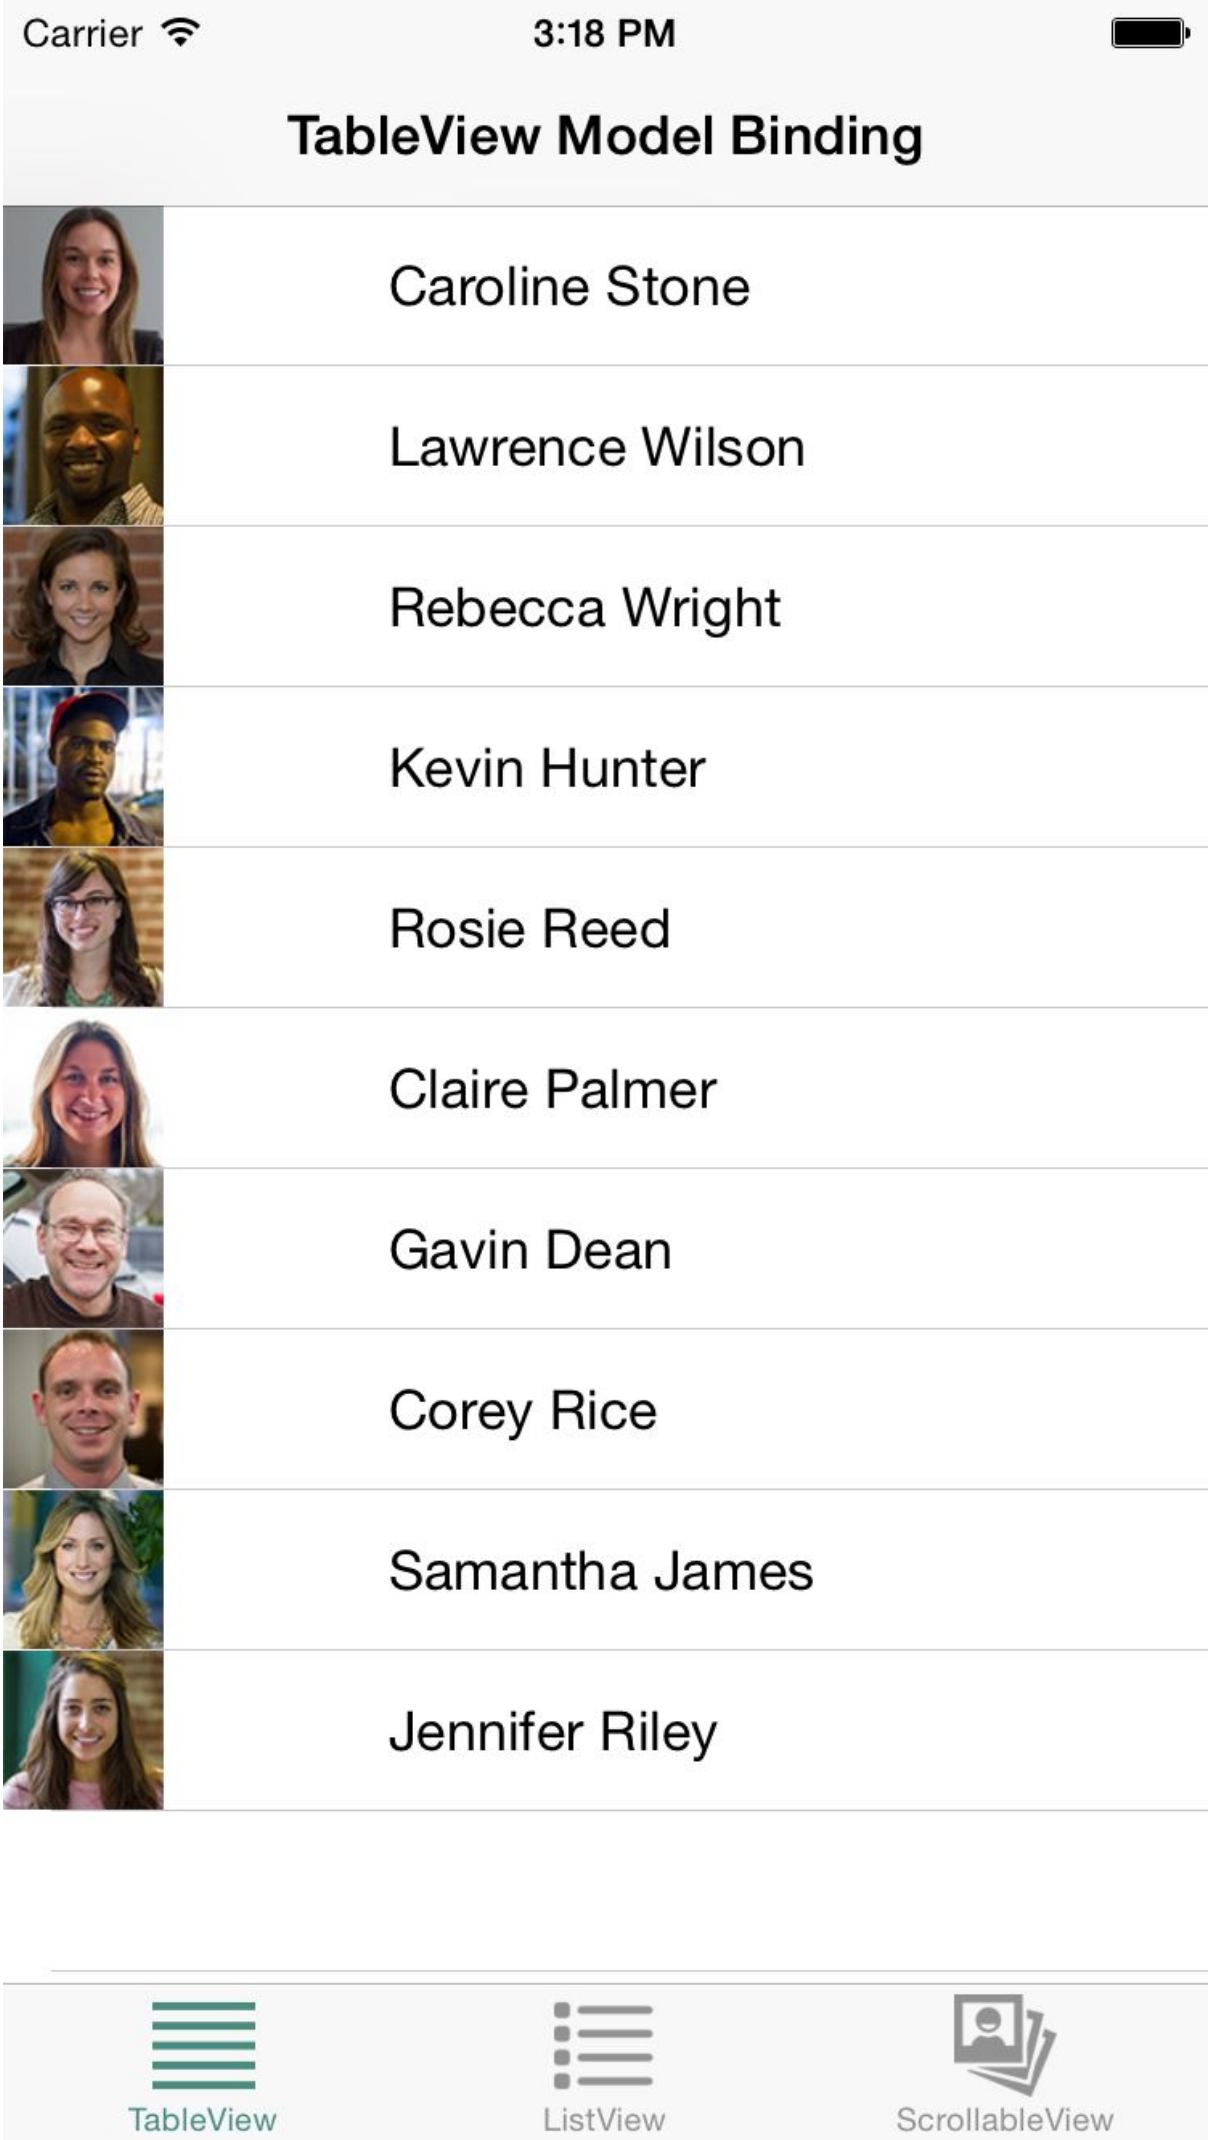 Carrier 3:18 PM
TableView Model Binding
Caroline Stone
Lawrence Wilson
Rebecca Wright
Kevin Hunter
Rosie Reed
Claire Palmer
Gavin Dean
Corey Rice
Samantha James
Jennifer Riley
TableView ListView ScrollableView